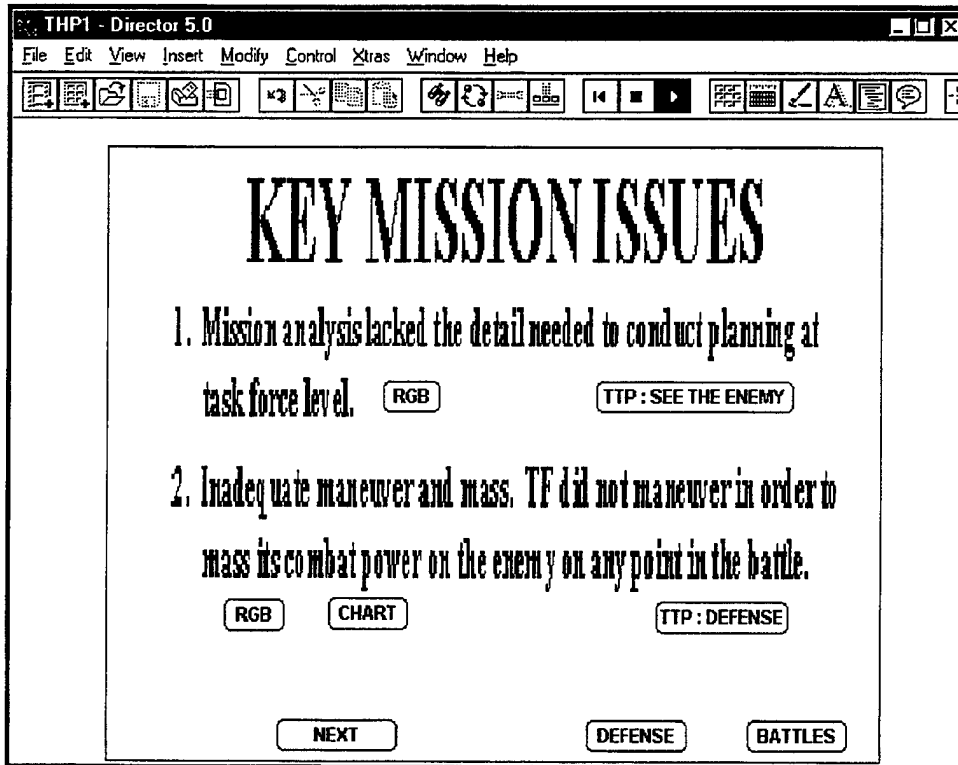 THP1 - Director 5.0
File Edit View Insert Modify Control Xtras Window Help
KEY MISSION ISSUES
1. Mission analysis lacked the detail needed to conduct planning at
task force level. RGB TTP : SEE THE ENEMY
2. Inadequate maneuver and mass. TF did not maneuver in order to
mass its combat power on the enemy on any point in the battle.
RGB CHART TTP : DEFENSE
NEXT DEFENSE BATTLES